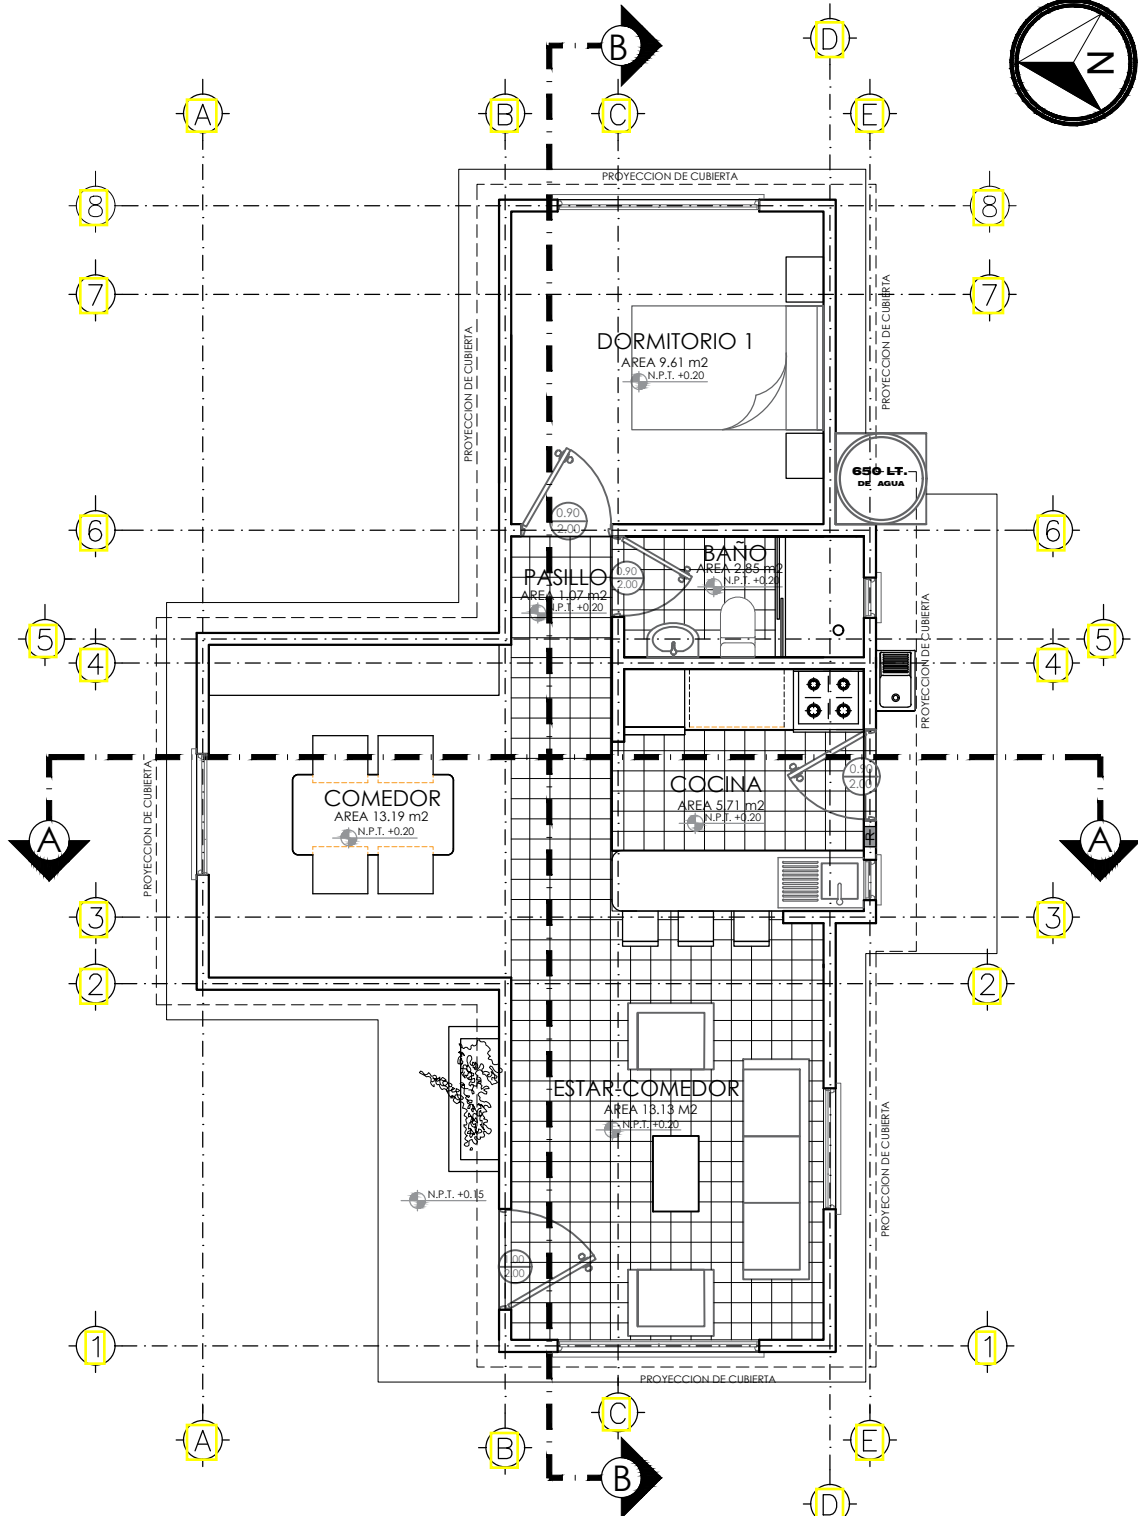 B
D
N
A
B
C
E
PROYECCION DE CUBIERTA
8
8
7
7
PROYECCION DE CUBIERTA
PROYECCION DE CUBIERTA
DORMITORIO 1
AREA 9.61 m2
N.P.T. +0.20
650 LT.
DE AGUA
0.90
2.00
6
6
BAÑO
AREA 2.85 m2
N.P.T. +0.20
0.90
2.00
PASILLO
AREA 1.07 m2
N.P.T. +0.20
PROYECCION DE CUBIERTA
5
5
4
4
PROYECCION DE CUBIERTA
0.90
2.00
COCINA
AREA 5.71 m2
N.P.T. +0.20
COMEDOR
AREA 13.19 m2
N.P.T. +0.20
R
A
A
3
3
2
2
ESTAR-COMEDOR
AREA 13.13 M2
N.P.T. +0.20
PROYECCION DE CUBIERTA
N.P.T. +0.15
1.00
2.00
1
1
PROYECCION DE CUBIERTA
A
B
C
E
B
D